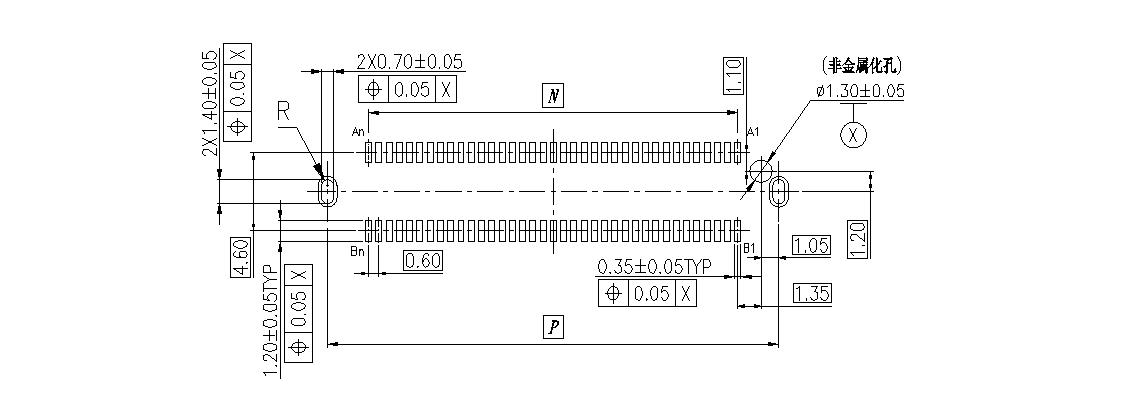 2X1.40±0.05
⌖ 0.05 X
2X0.70±0.05
⌖ 0.05 X
N
1.10
(非金属化孔)
⌀1.30±0.05
X
R
An
A1
Bn
B1
4.60
0.60
0.35±0.05TYP
⌖ 0.05 X
1.05
1.20
1.35
1.20±0.05TYP
⌖ 0.05 X
P